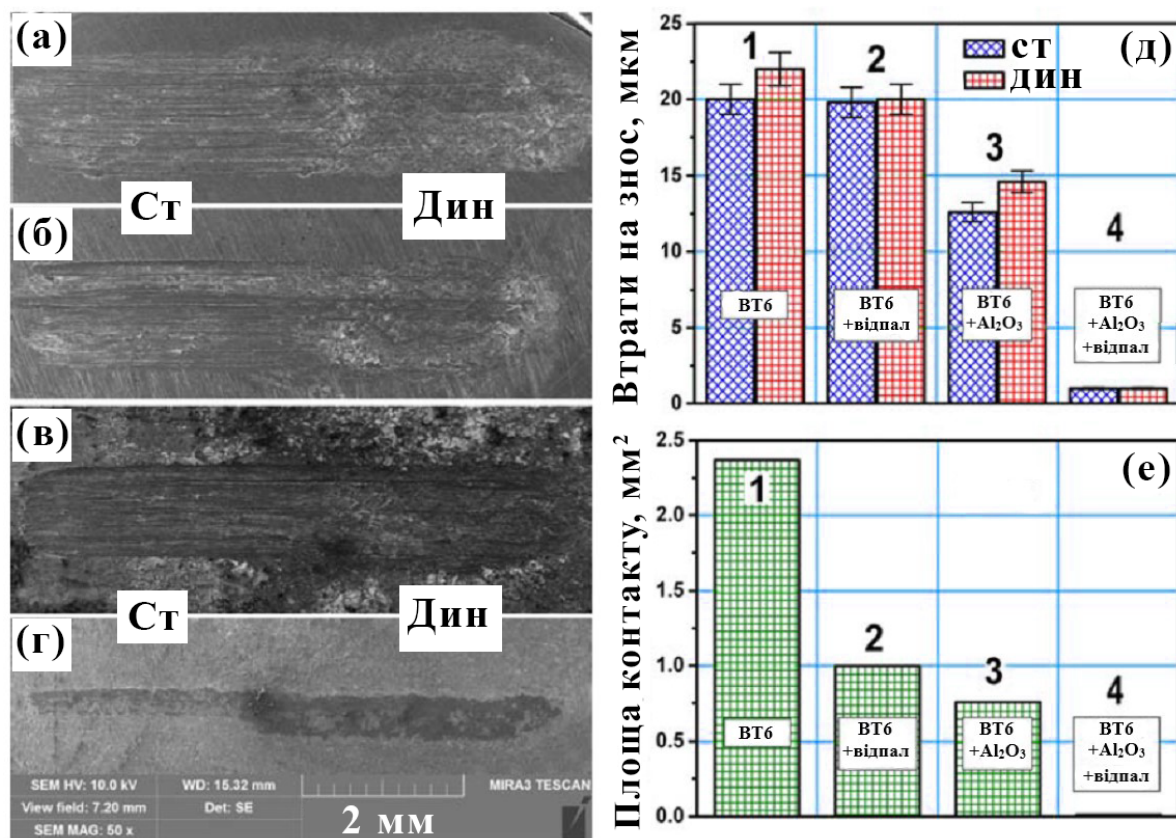 (а)
Ст Дин
(б)
(в)
Ст Дин
(г)
SEM HV: 10.0 kV WD: 15.32 mm MIRA3 TESCAN
View field: 7.20 mm Det: SE
SEM MAG: 50 x 2 мм
(д)
Втрати на знос, мкм
25
20
15
10
5
0
ст
дин
1
2
3
4
ВТ6
ВТ6
+відпал
ВТ6
+Al₂O₃
ВТ6
+Al₂O₃
+відпал
(е)
Площа контакту, мм²
2.5
2.0
1.5
1.0
0.5
0.0
1
2
3
4
ВТ6
ВТ6
+відпал
ВТ6
+Al₂O₃
ВТ6
+Al₂O₃
+відпал